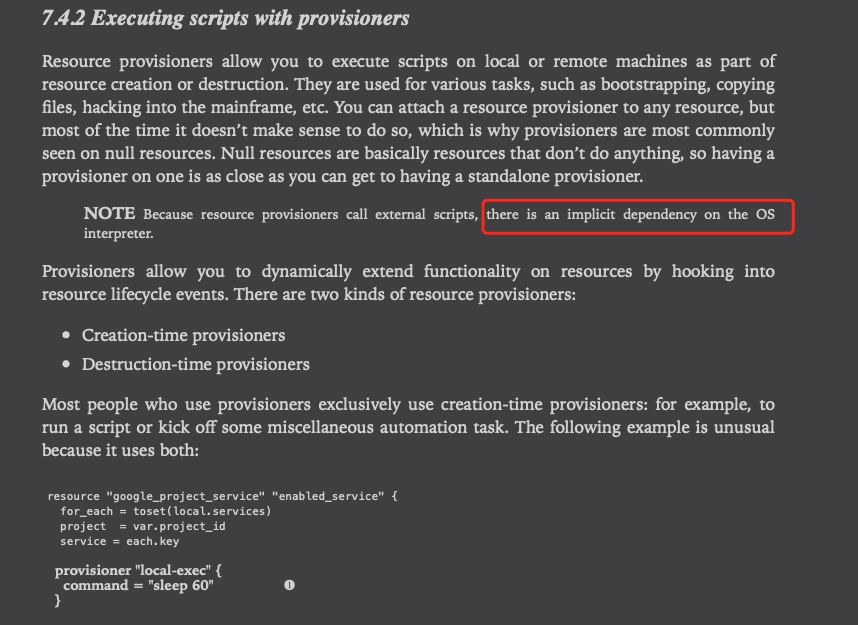 7.4.2 Executing scripts with provisioners
Resource provisioners allow you to execute scripts on local or remote machines as part of
resource creation or destruction. They are used for various tasks, such as bootstrapping, copying
files, hacking into the mainframe, etc. You can attach a resource provisioner to any resource, but
most of the time it doesn’t make sense to do so, which is why provisioners are most commonly
seen on null resources. Null resources are basically resources that don’t do anything, so having a
provisioner on one is as close as you can get to having a standalone provisioner.
NOTE Because resource provisioners call external scripts, there is an implicit dependency on the OS
interpreter.
Provisioners allow you to dynamically extend functionality on resources by hooking into
resource lifecycle events. There are two kinds of resource provisioners:
• Creation-time provisioners
• Destruction-time provisioners
Most people who use provisioners exclusively use creation-time provisioners: for example, to
run a script or kick off some miscellaneous automation task. The following example is unusual
because it uses both:
resource "google_project_service" "enabled_service" {
  for_each = toset(local.services)
  project  = var.project_id
  service = each.key
provisioner "local-exec" {
  command = "sleep 60" ❶
}